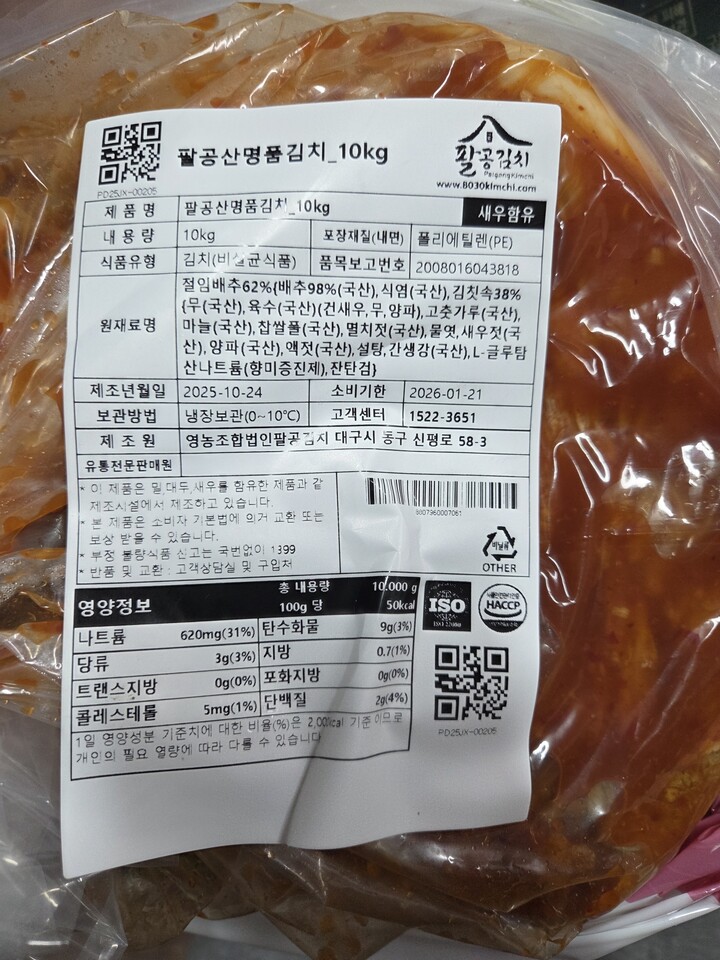 팔공산명품김치_10kg
팔공김치
PalgongKimchi
www.8030kimchi.com
PD25JX-00205
제 품 명 팔공산명품김치_10kg 새우함유
내 용 량 10kg 포장재질(내면) 폴리에틸렌(PE)
식품유형 김치(비살균식품) 품목보고번호 2008016043818
원재료명
절임배추62%{배추98%(국산),식염(국산),김칫속38%
{무(국산),육수(국산)(건새우,무,양파),고춧가루(국산),
마늘(국산),찹쌀풀(국산),멸치젓(국산),물엿,새우젓(국
산),양파(국산),액젓(국산),설탕,간생강(국산),L-글루탐
산나트륨(향미증진제),잔탄검}
제조년월일 2025-10-24 소비기한 2026-01-21
보관방법 냉장보관(0~10℃) 고객센터 1522-3651
제 조 원 영농조합법인팔공김치 대구시 동구 신평로 58-3
유통전문판매원
* 이 제품은 밀,대두,새우를 함유한 제품과 같
제조시설에서 제조하고 있습니다.
* 본 제품은 소비자 기본법에 의거 교환 또는
보상 받을 수 있습니다.
* 부정 불량식품 신고는 국번없이 1399
* 반품 및 교환 : 고객상담실 및 구입처
8807960007061
비닐류
OTHER
영양정보 총 내용량 10.000 g
100g 당 50kcal
나트륨 620mg(31%) 탄수화물 9g(3%)
당류 3g(3%) 지방 0.7(1%)
트랜스지방 0g(0%) 포화지방 0g(0%)
콜레스테롤 5mg(1%) 단백질 2g(4%)
1일 영양성분 기준치에 대한 비율(%)은 2,000kcal 기준이므로
개인의 필요 열량에 따라 다를 수 있습니다
ISO
ISO 22000
HACCP
PD25JX-00205